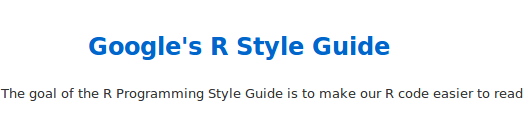 Google's R Style Guide
The goal of the R Programming Style Guide is to make our R code easier to read